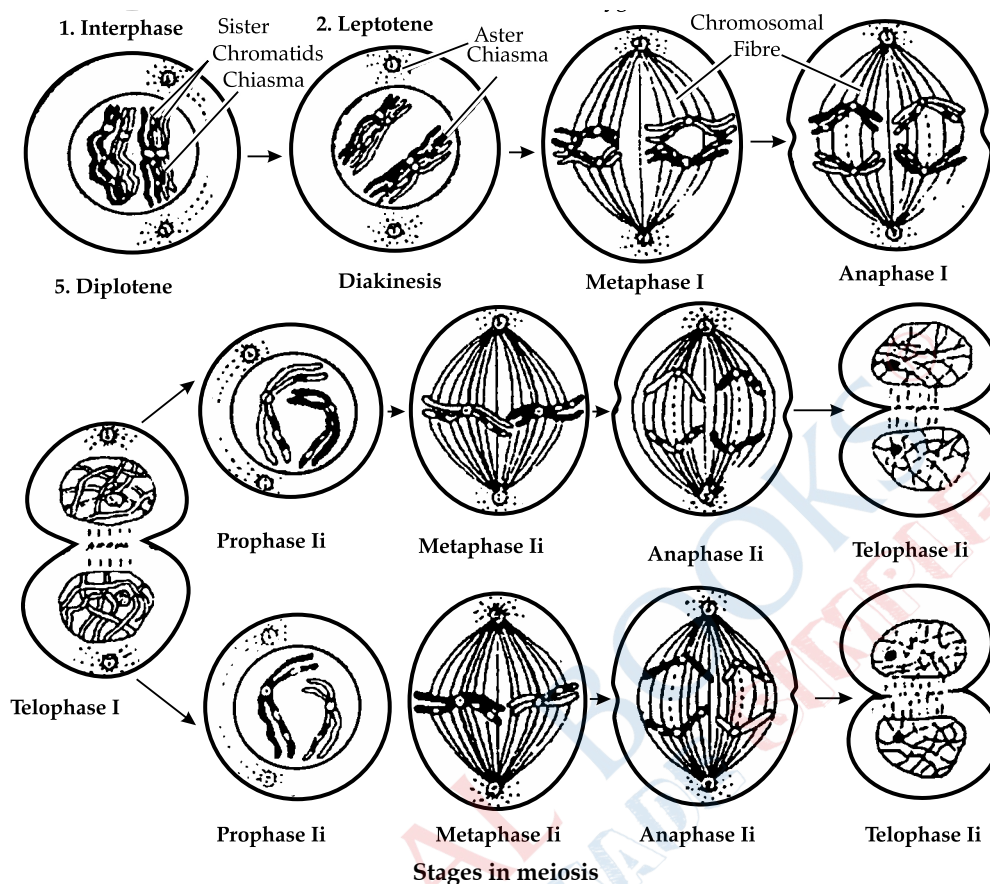 1. Interphase
Sister
Chromatids
Chiasma
2. Leptotene
Aster
Chiasma
Chromosomal
Fibre
5. Diplotene
Diakinesis
Metaphase I
Anaphase I
Prophase Ii
Metaphase Ii
Anaphase Ii
Telophase Ii
Telophase I
Prophase Ii
Metaphase Ii
Anaphase Ii
Telophase Ii
Stages in meiosis
BOOKS